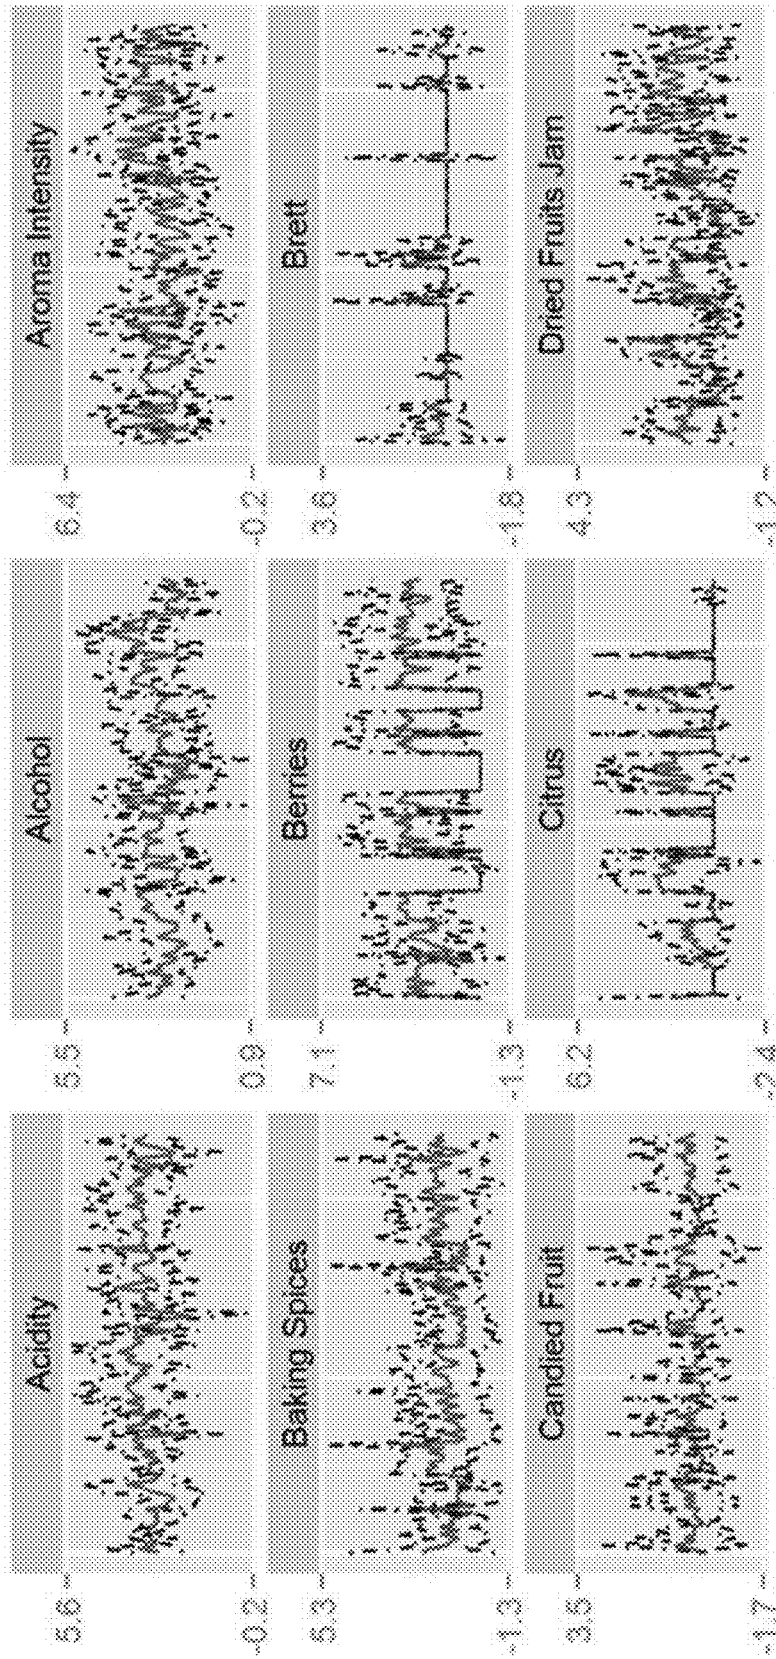 Acidity
5.6
-0.2
Alcohol
5.5
0.9
Aroma Intensity
6.4
-0.2
Baking Spices
5.3
-1.3
Berries
7.1
-1.3
Brett
3.6
-1.8
Candied Fruit
3.5
-1.7
Citrus
6.2
-2.4
Dried Fruits Jam
4.3
-1.2